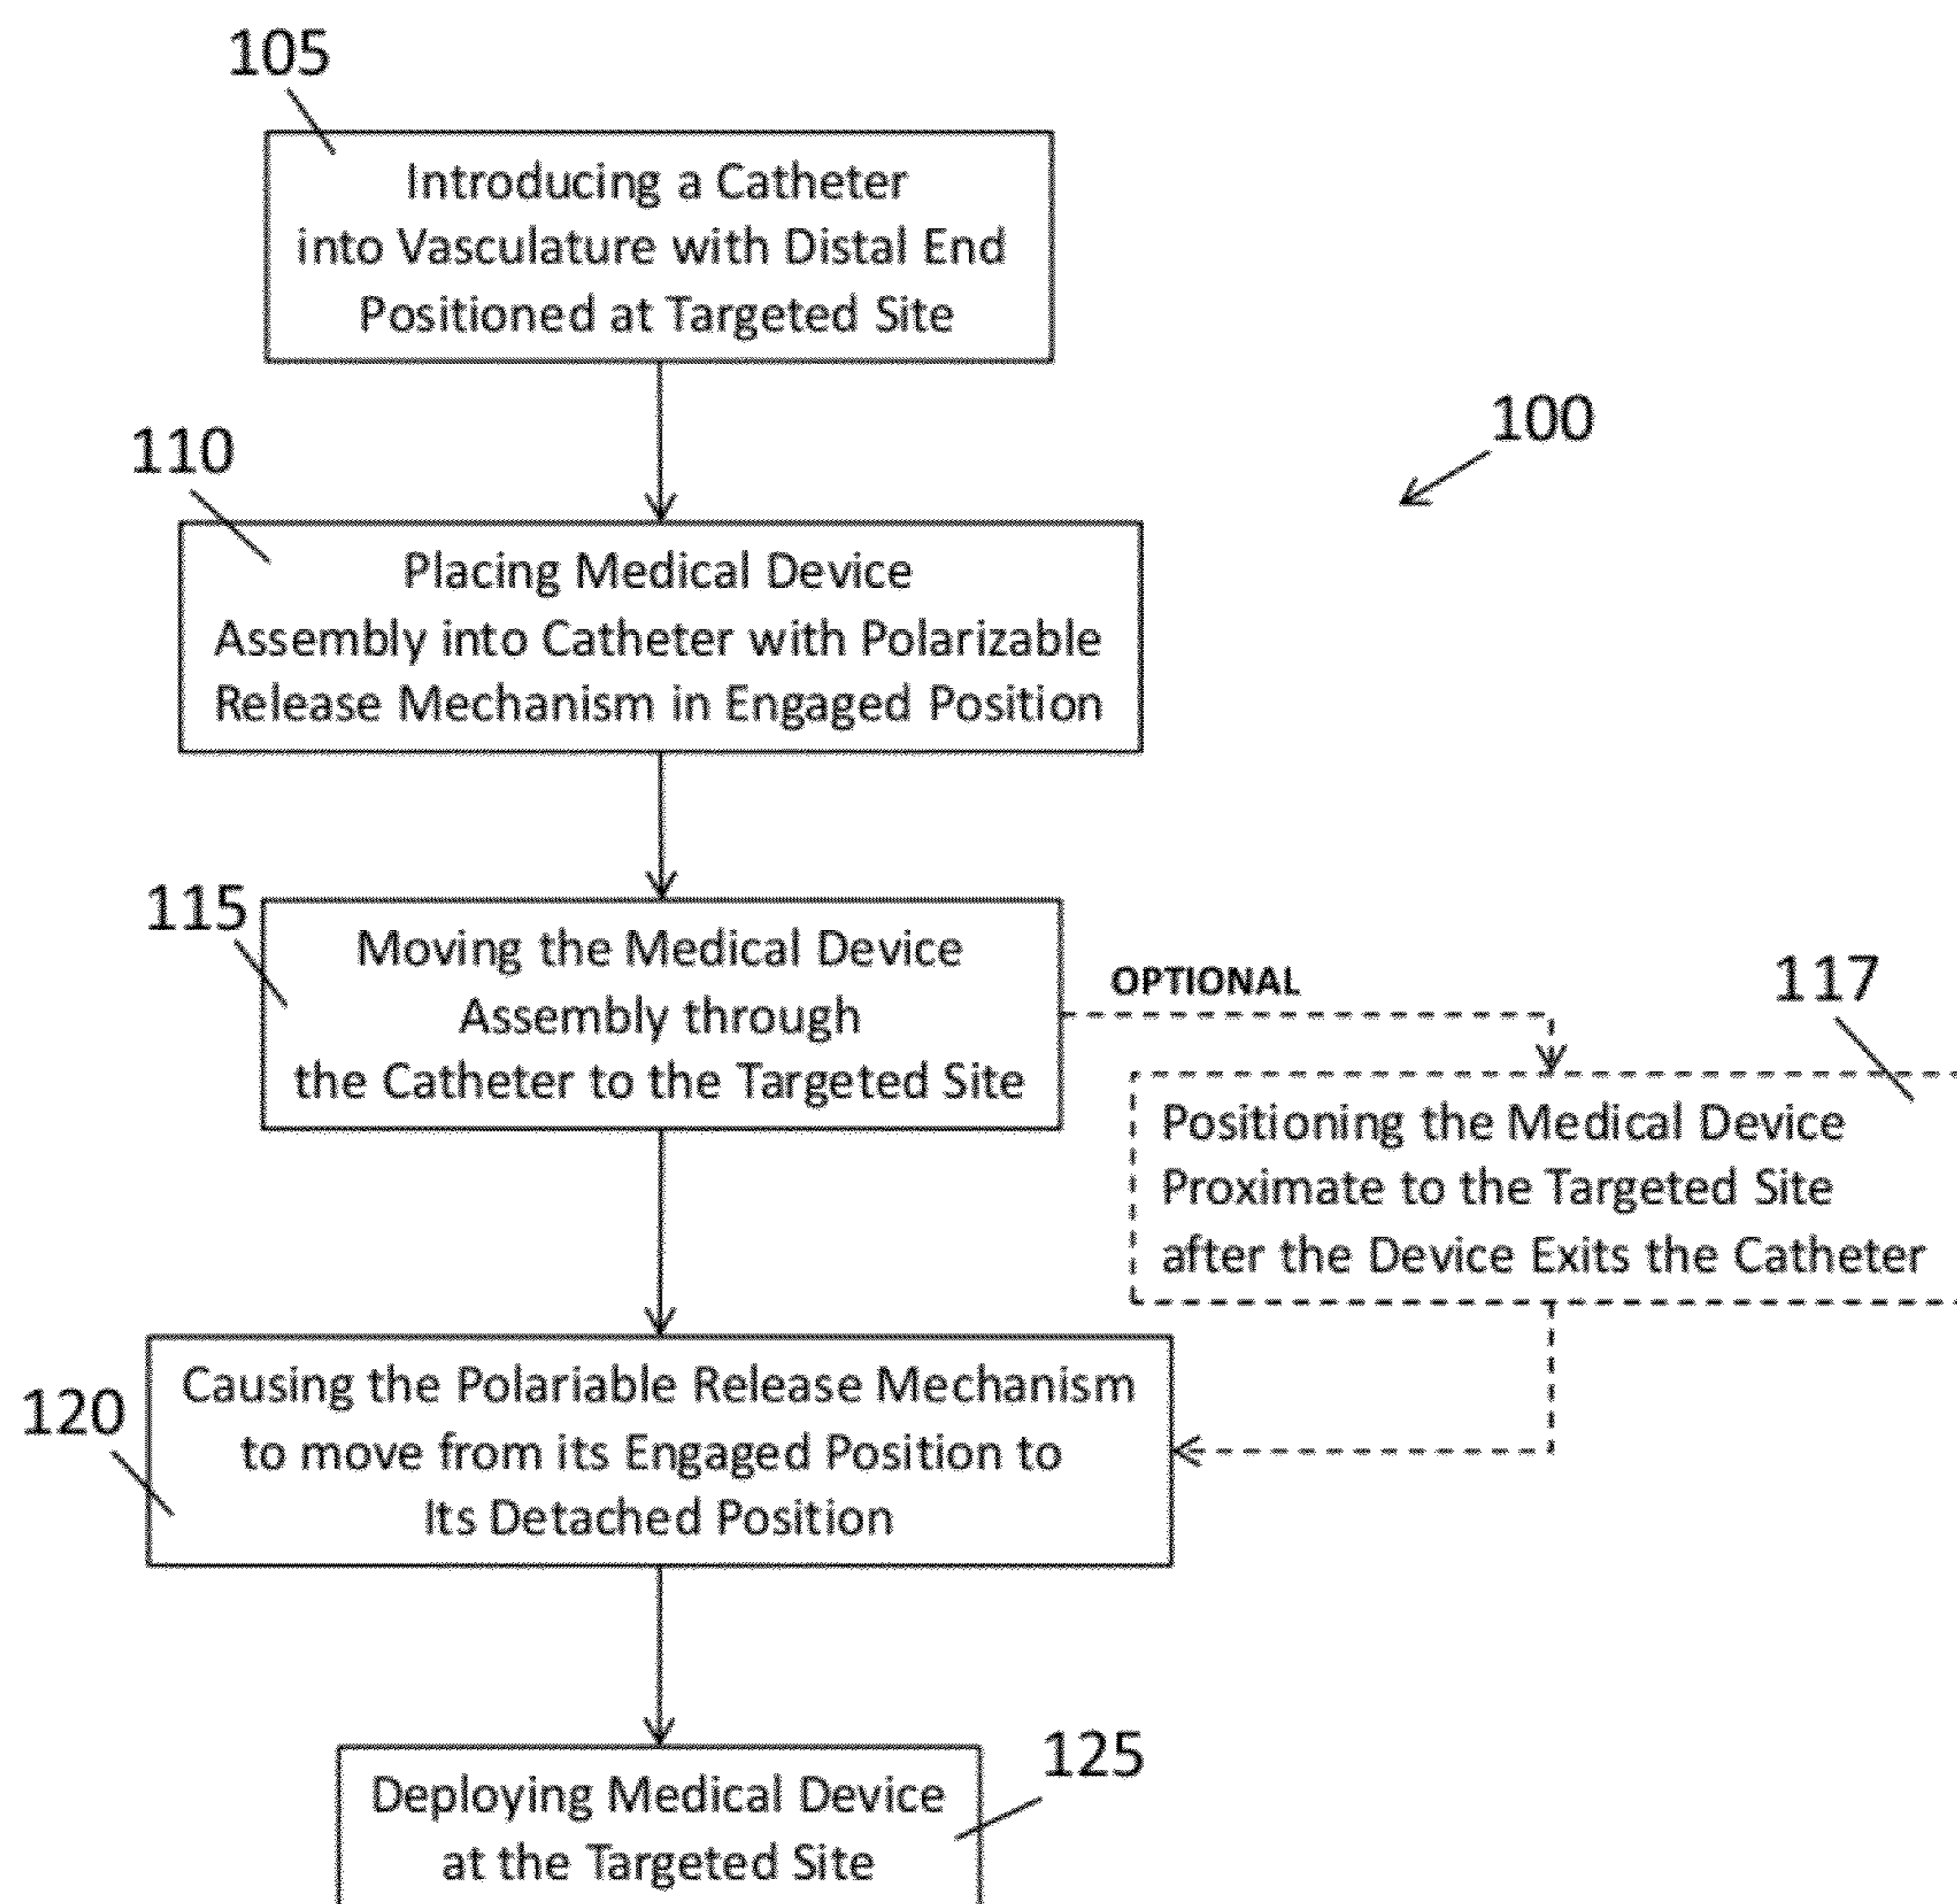 105
Introducing a Catheter
into Vasculature with Distal End
Positioned at Targeted Site
100
110
Placing Medical Device
Assembly into Catheter with Polarizable
Release Mechanism in Engaged Position
115
Moving the Medical Device
Assembly through
the Catheter to the Targeted Site
OPTIONAL
117
Positioning the Medical Device
Proximate to the Targeted Site
after the Device Exits the Catheter
120
Causing the Polariable Release Mechanism
to move from its Engaged Position to
Its Detached Position
125
Deploying Medical Device
at the Targeted Site